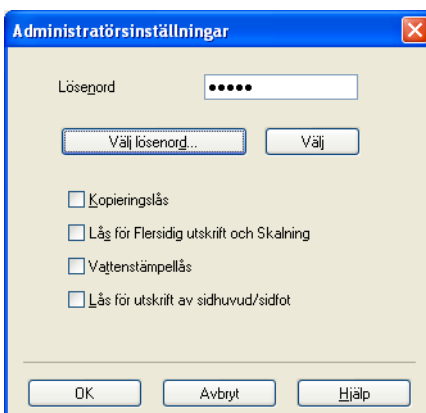 Administratörsinställningar
Lösenord •••••
Välj lösenord... Välj
Kopieringslås
Lås för Flersidig utskrift och Skalning
Vattenstämpellås
Lås för utskrift av sidhuvud/sidfot
OK Avbryt Hjälp